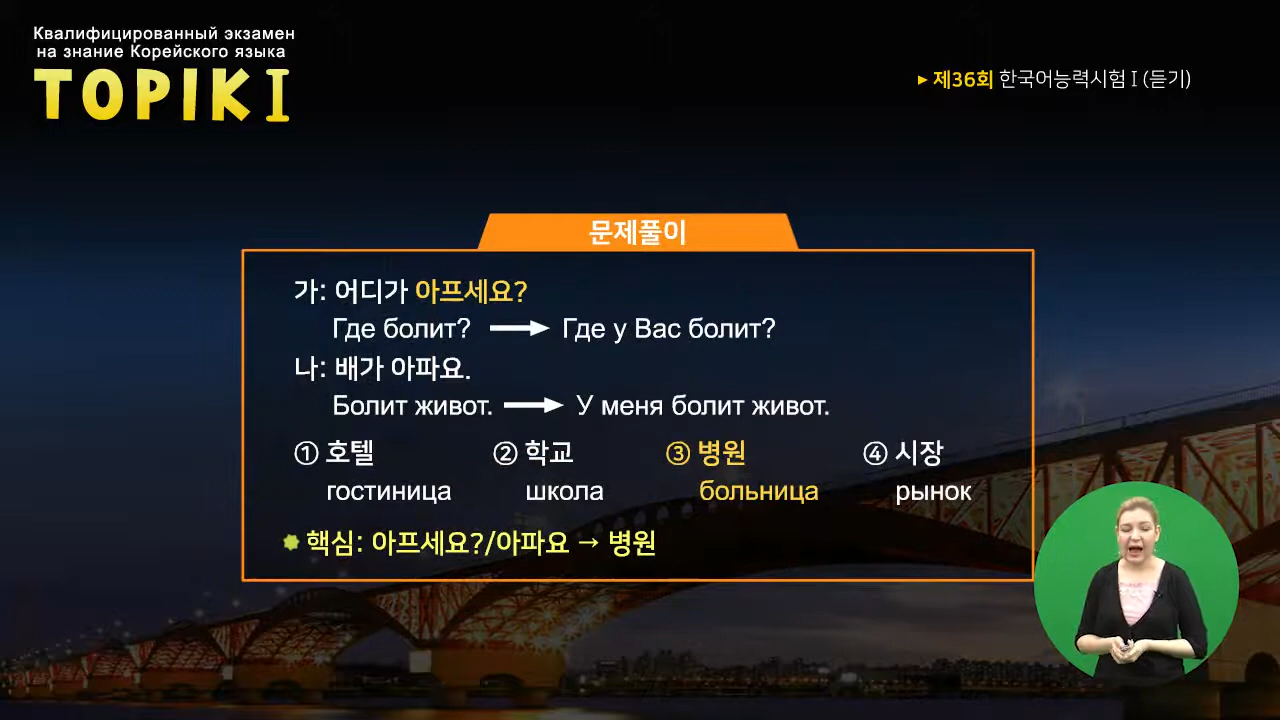 Квалифицированный экзамен
на знание Корейского языка
TOPIK I
▸ 제36회 한국어능력시험 I (듣기)
문제풀이
가: 어디가 아프세요?
Где болит? → Где у Вас болит?
나: 배가 아파요.
Болит живот. → У меня болит живот.
① 호텔 ② 학교 ③ 병원 ④ 시장
гостиница школа больница рынок
핵심: 아프세요?/아파요 → 병원